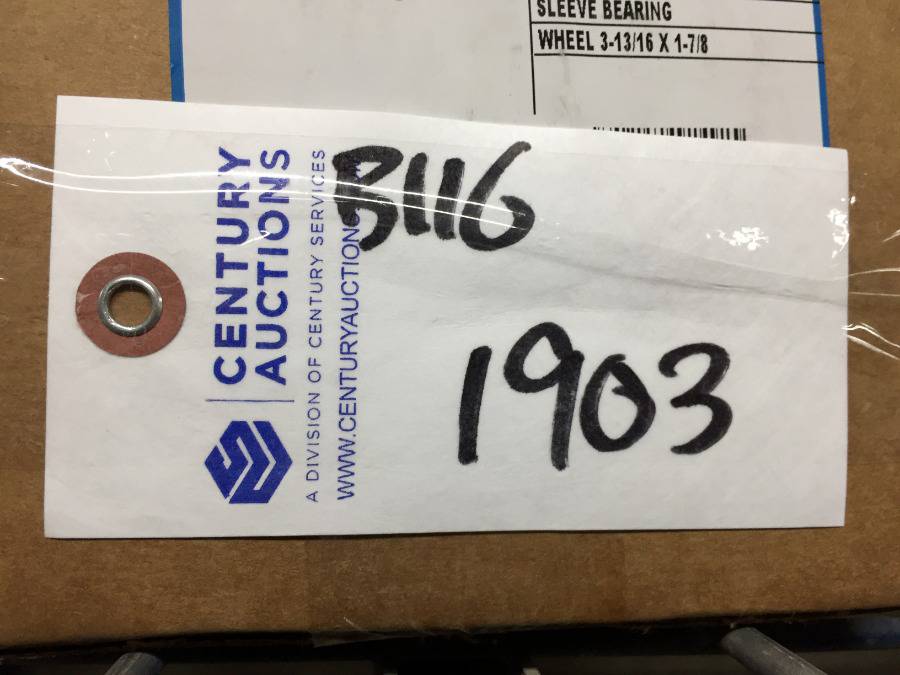 SLEEVE BEARING
WHEEL 3-13/16 X 1-7/8
B116
1903
CENTURY
AUCTIONS
A DIVISION OF CENTURY SERVICES